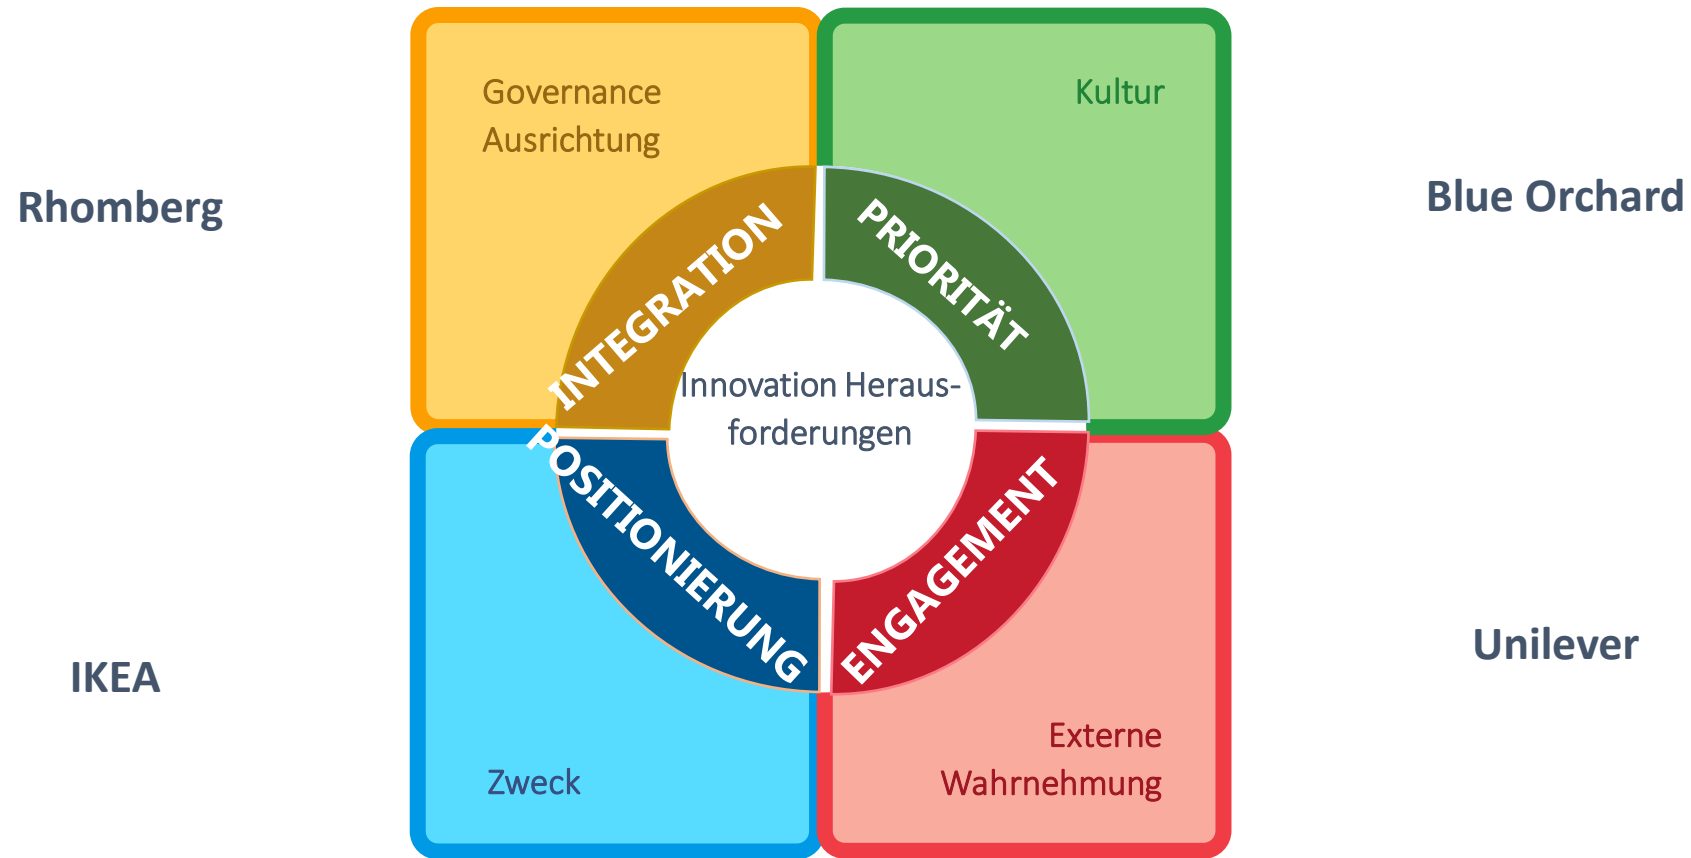 Governance
Ausrichtung
Kultur
Rhomberg
Blue Orchard
INTEGRATION
PRIORITÄT
Innovation Heraus-
forderungen
POSITIONIERUNG
ENGAGEMENT
IKEA
Unilever
Zweck
Externe
Wahrnehmung